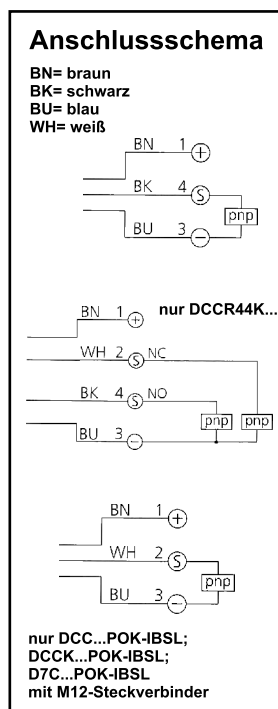 Anschlussschema
BN= braun
BK= schwarz
BU= blau
WH= weiß
BN 1 +
BK 4 S
pnp
BU 3 −
nur DCCR44K...
BN 1 +
WH 2 S NC
BK 4 S NO
pnp pnp
BU 3 −
BN 1 +
WH 2 S
pnp
BU 3 −
nur DCC...POK-IBSL;
DCCK...POK-IBSL;
D7C...POK-IBSL
mit M12-Steckverbinder